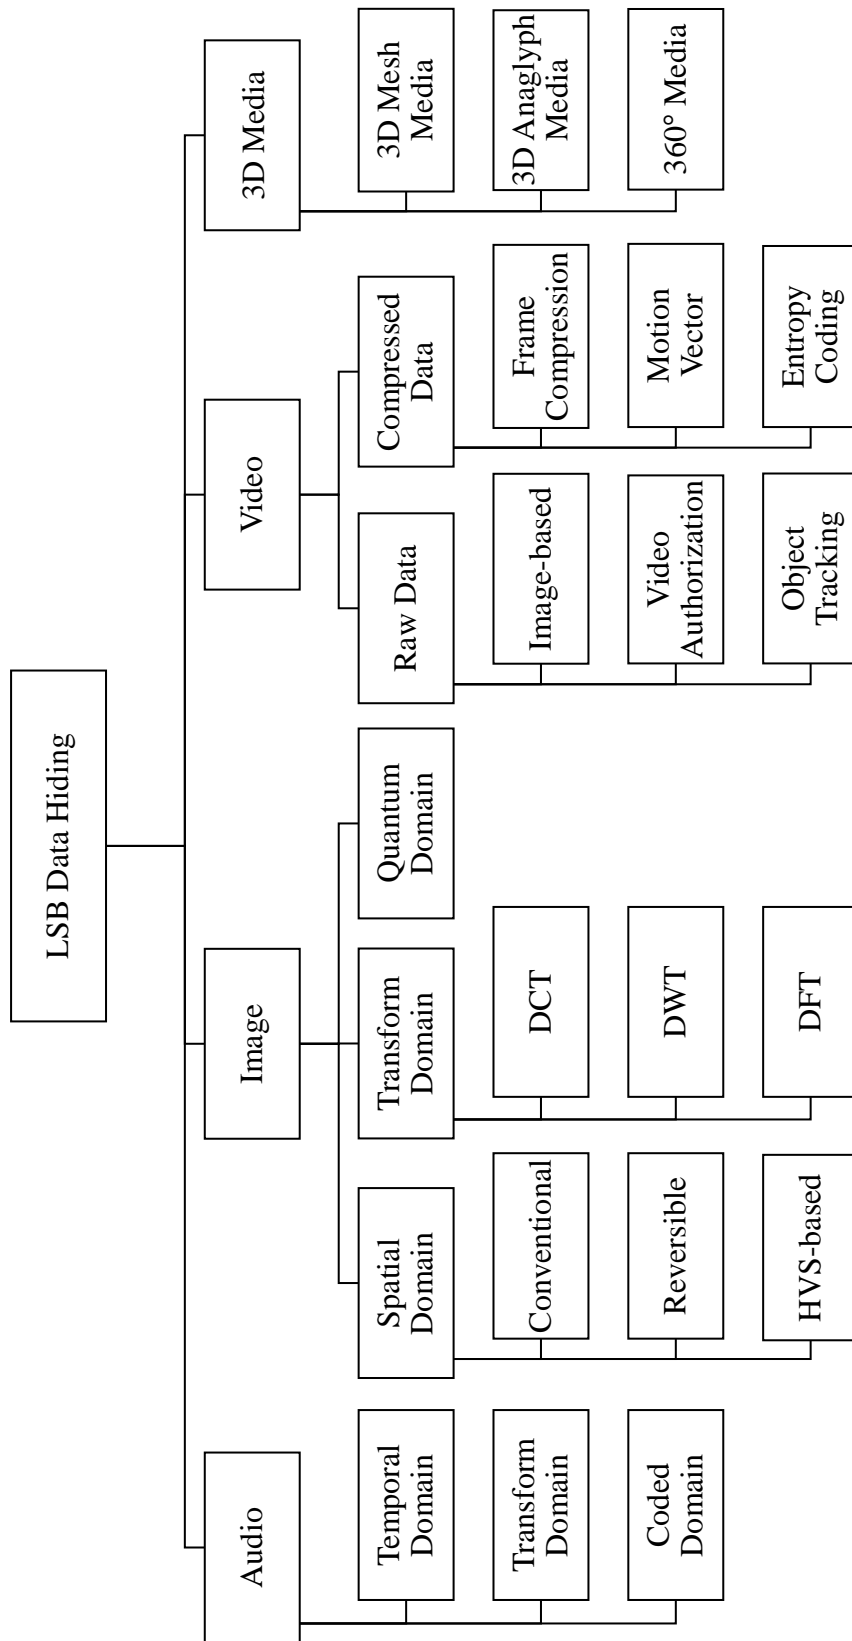 LSB Data Hiding
Audio
Image
Video
3D Media
Temporal
Domain
Transform
Domain
Coded
Domain
Spatial
Domain
Conventional
Reversible
HVS-based
Transform
Domain
DCT
DWT
DFT
Quantum
Domain
Raw Data
Image-based
Video
Authorization
Object
Tracking
Compressed
Data
Frame
Compression
Motion
Vector
Entropy
Coding
3D Mesh
Media
3D Anaglyph
Media
360° Media